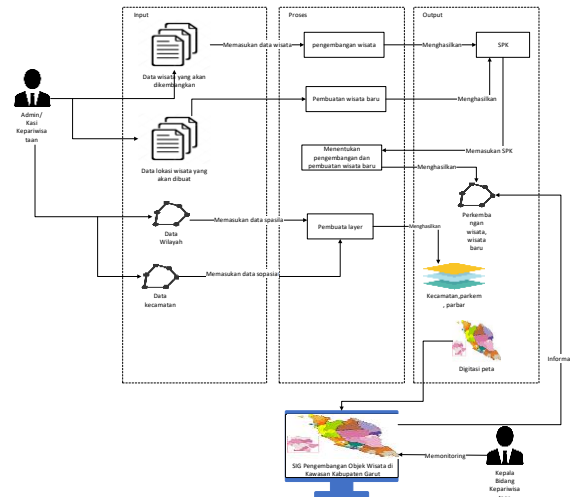 Input
Proses
Output
Memasukan data wisata
pengembangan wisata
Menghasilkan
SPK
Data wisata yang akan
dikembangkan
Admin/
Kasi
Kepariwisa
taan
Pembuatan wisata baru
Menghasilkan
Data lokasi wisata yang
akan dibuat
Menentukan
pengembangan dan
pembuatan wisata baru
Memasukan SPK
Menghasilkan
Perkemba
ngan
wisata,
wisata
baru
Data
Wilayah
Memasukan data spasila
Pembuata layer
Menghasilkan
Data
kecamatan
Memasukan data sopasial
Kecamatan,parkem
, parbar
Digitasi peta
Informa
SIG Pengembangan Objek Wisata di
Kawasan Kabupaten Garut
Memonitoring
Kepala
Bidang
Kepariwisa